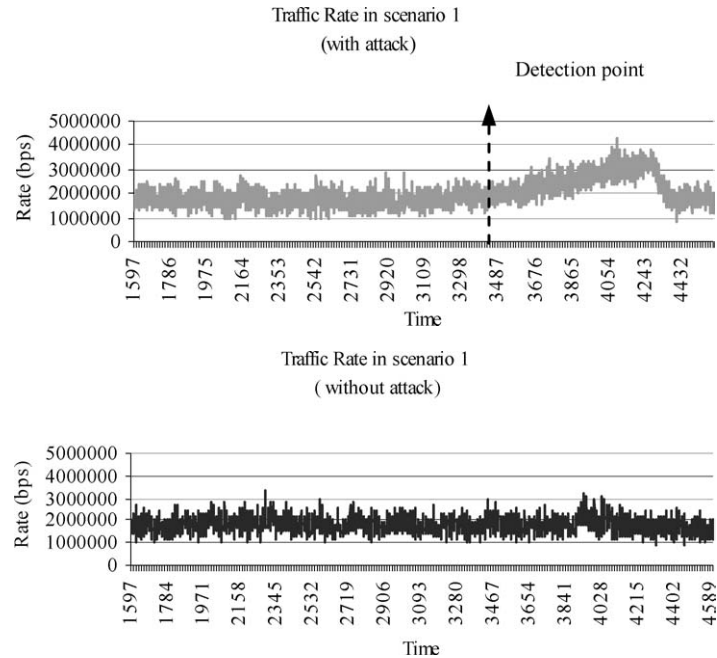 Traffic Rate in scenario 1
(with attack)
Detection point
5000000
4000000
3000000
2000000
1000000
0
Rate (bps)
1597 1786 1975 2164 2353 2542 2731 2920 3109 3298 3487 3676 3865 4054 4243 4432
Time
Traffic Rate in scenario 1
( without attack)
5000000
4000000
3000000
2000000
1000000
0
Rate (bps)
1597 1784 1971 2158 2345 2532 2719 2906 3093 3280 3467 3654 3841 4028 4215 4402 4589
Time